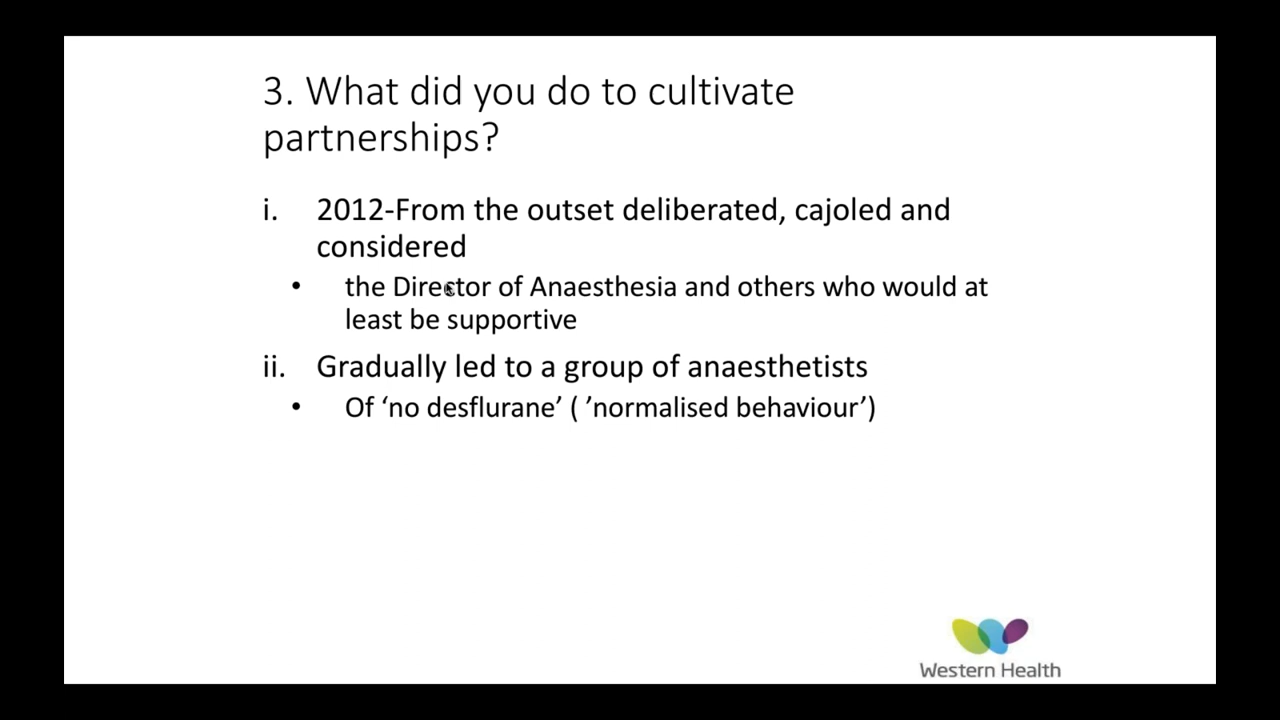 3. What did you do to cultivate
partnerships?
i. 2012-From the outset deliberated, cajoled and
considered
• the Director of Anaesthesia and others who would at
least be supportive
ii. Gradually led to a group of anaesthetists
• Of ‘no desflurane’ ( ’normalised behaviour’)
Western Health